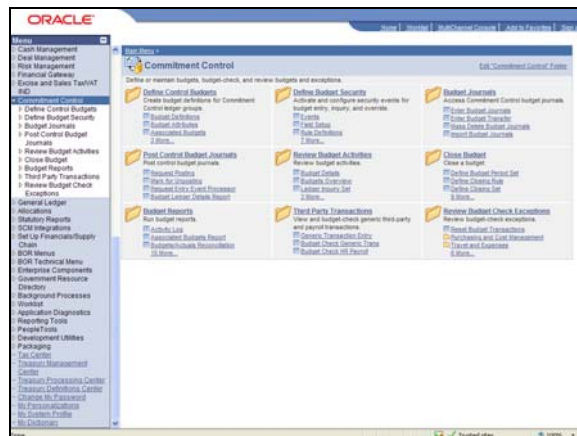 ORACLE
Home | Worklist | MultiChannel Console | Add to Favorites | Sign
Menu
Cash Management
Deal Management
Risk Management
Financial Gateway
Excise and Sales Tax/VAT
IND
Commitment Control
Define Control Budgets
Define Budget Security
Budget Journals
Post Control Budget
Journals
Review Budget Activities
Close Budget
Budget Reports
Third Party Transactions
Review Budget Check
Exceptions
General Ledger
Allocations
Statutory Reports
SCM Integrations
Set Up Financials/Supply
Chain
BOR Menus
BOR Technical Menu
Enterprise Components
Government Resource
Directory
Background Processes
Worklist
Application Diagnostics
Reporting Tools
PeopleTools
Development Utilities
Packaging
Tax Center
Treasury Management
Center
Treasury Processing Center
Treasury Definitions Center
Change My Password
My Personalizations
My System Profile
My Dictionary
Main Menu >
Commitment Control
Edit "Commitment Control" Folder
Define or maintain budgets, budget-check, and review budgets and exceptions.
Define Control Budgets
Create budget definitions for Commitment
Control ledger groups.
Budget Definitions
Budget Attributes
Associated Budgets
3 More...
Define Budget Security
Activate and configure security events for
budget entry, inquiry, and override.
Events
Field Setup
Rule Definitions
7 More...
Budget Journals
Access Commitment Control budget journals.
Enter Budget Journals
Enter Budget Transfer
Mass Delete Budget Journals
Import Budget Journals
Post Control Budget Journals
Post control budget journals.
Request Posting
Mark for Unposting
Request Entry Event Processor
Budget Ledger Details Report
Review Budget Activities
Review budget activities.
Budget Details
Budgets Overview
Ledger Inquiry Set
3 More...
Close Budget
Close a budget.
Define Budget Period Set
Define Closing Rule
Define Closing Set
Budget Reports
Run budget reports.
Activity Log
Associated Budgets Report
Budgets/Actuals Reconciliation
Third Party Transactions
View and budget-check generic third-party
and payroll transactions.
Generic Transaction Entry
Budget Check Generic Trans
Budget Check HR Payroll
Review Budget Check Exceptions
Review budget-check exceptions.
Reset Budget Transactions
Purchasing and Cost Management
Travel and Expenses
Done
Trusted sites
100%